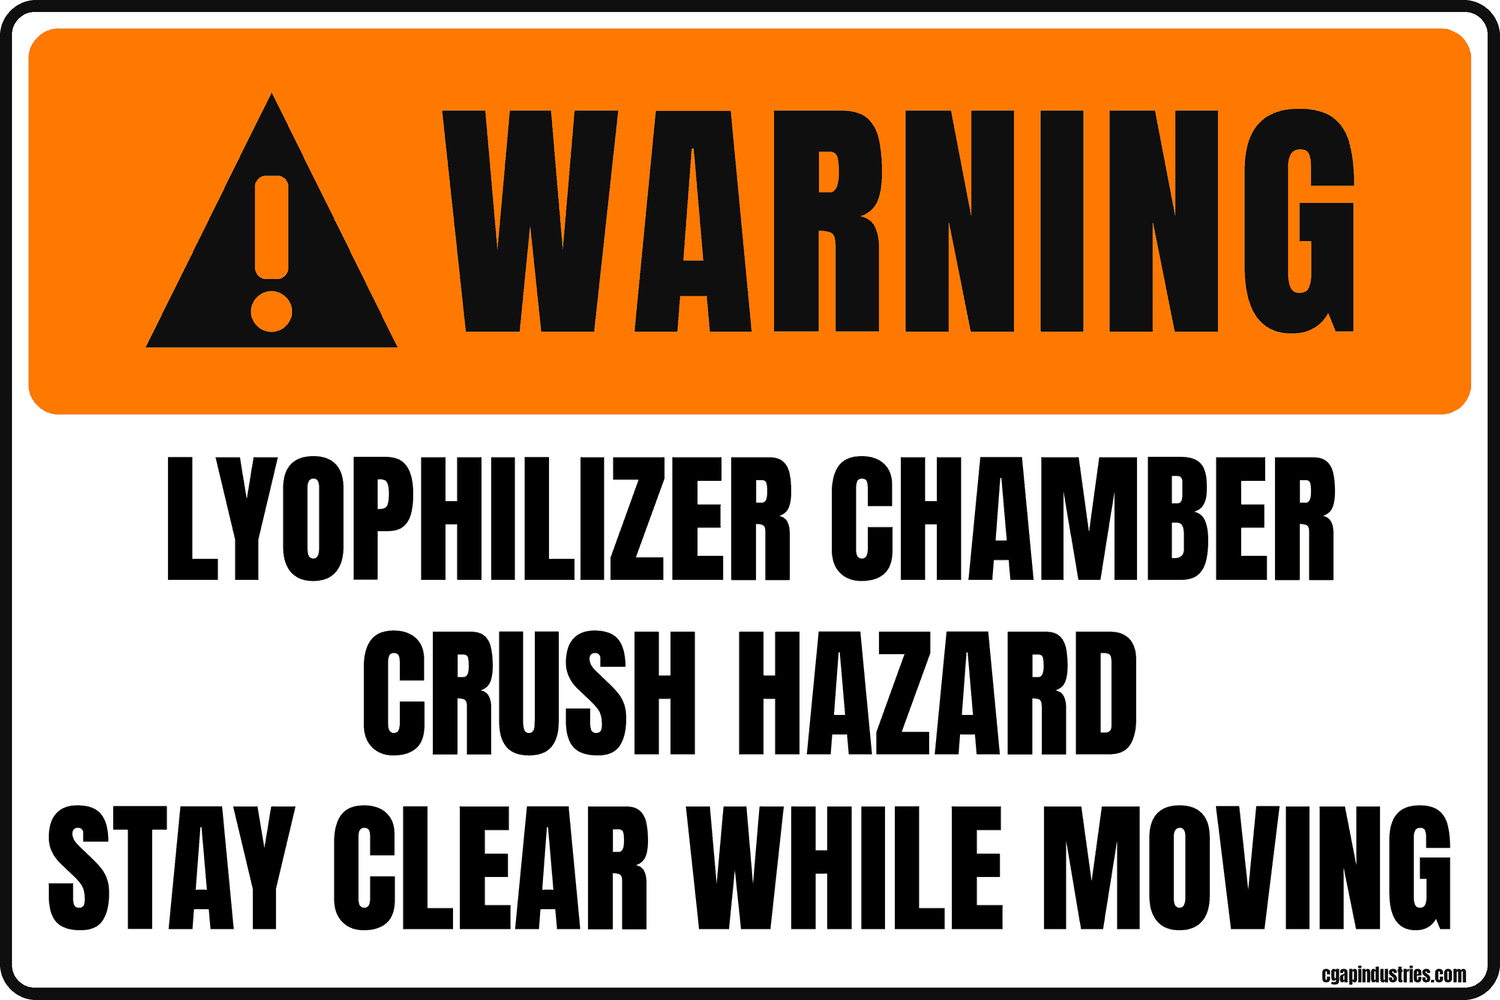 WARNING
LYOPHILIZER CHAMBER
CRUSH HAZARD
STAY CLEAR WHILE MOVING
cgapindustries.com